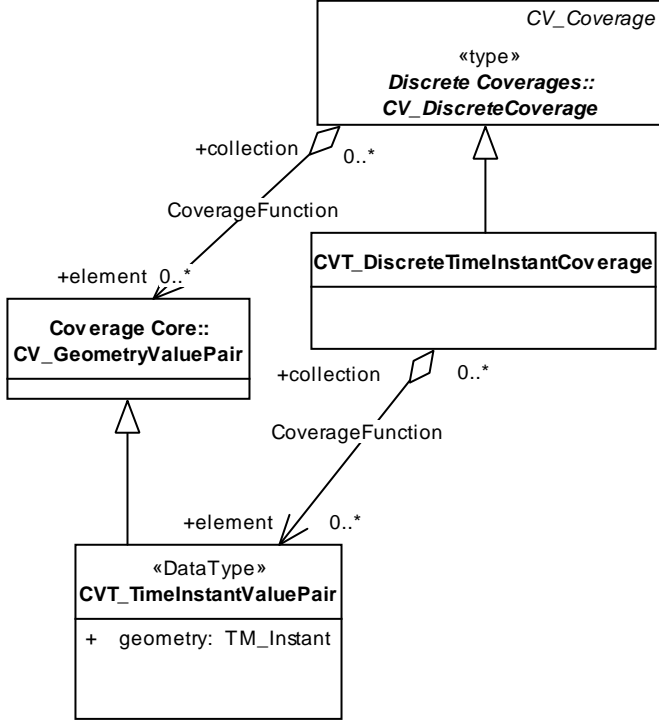 CV_Coverage
«type»
Discrete Coverages::
CV_DiscreteCoverage
+collection
0..*
CoverageFunction
+element 0..*
CVT_DiscreteTimeInstantCoverage
Coverage Core::
CV_GeometryValuePair
+collection
0..*
CoverageFunction
+element
0..*
«DataType»
CVT_TimeInstantValuePair
+ geometry: TM_Instant